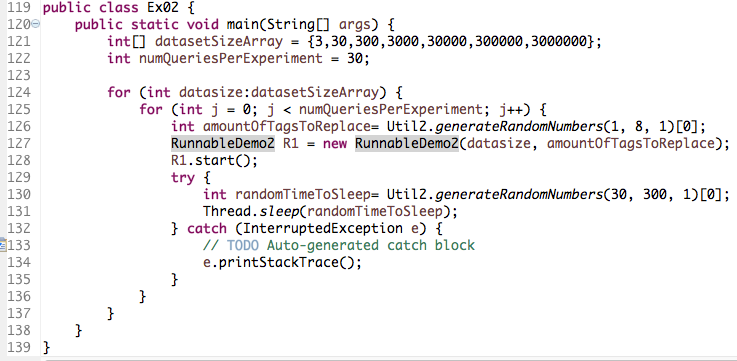 119 public class Ex02 {
120 public static void main(String[] args) {
121 int[] datasetSizeArray = {3,30,300,3000,30000,300000,3000000};
122 int numQueriesPerExperiment = 30;
123
124 for (int datasize:datasetSizeArray) {
125 for (int j = 0; j < numQueriesPerExperiment; j++) {
126 int amountOfTagsToReplace= Util2.generateRandomNumbers(1, 8, 1)[0];
127 RunnableDemo2 R1 = new RunnableDemo2(datasize, amountOfTagsToReplace);
128 R1.start();
129 try {
130 int randomTimeToSleep= Util2.generateRandomNumbers(30, 300, 1)[0];
131 Thread.sleep(randomTimeToSleep);
132 } catch (InterruptedException e) {
133 // TODO Auto-generated catch block
134 e.printStackTrace();
135 }
136 }
137 }
138 }
139 }